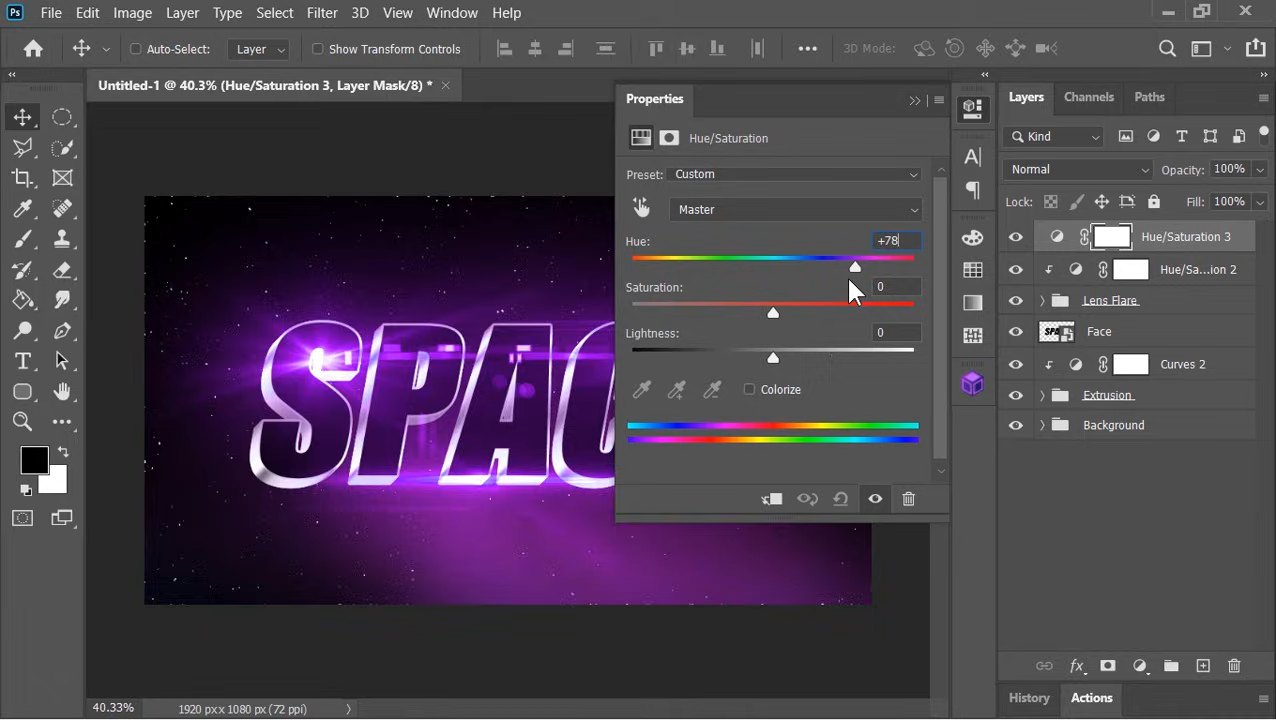 Ps File Edit Image Layer Type Select Filter 3D View Window Help
Auto-Select: Layer Show Transform Controls 3D Mode:
Untitled-1 @ 40.3% (Hue/Saturation 3, Layer Mask/8) *
Properties
Hue/Saturation
Preset: Custom
Master
Hue: +78
Saturation: 0
Lightness: 0
Colorize
SPAC
Layers Channels Paths
Kind
Normal Opacity: 100%
Lock: Fill: 100%
Hue/Saturation 3
Hue/Sa...ion 2
Lens Flare
Face
Curves 2
Extrusion
Background
History Actions
40.33% 1920 px x 1080 px (72 ppi)